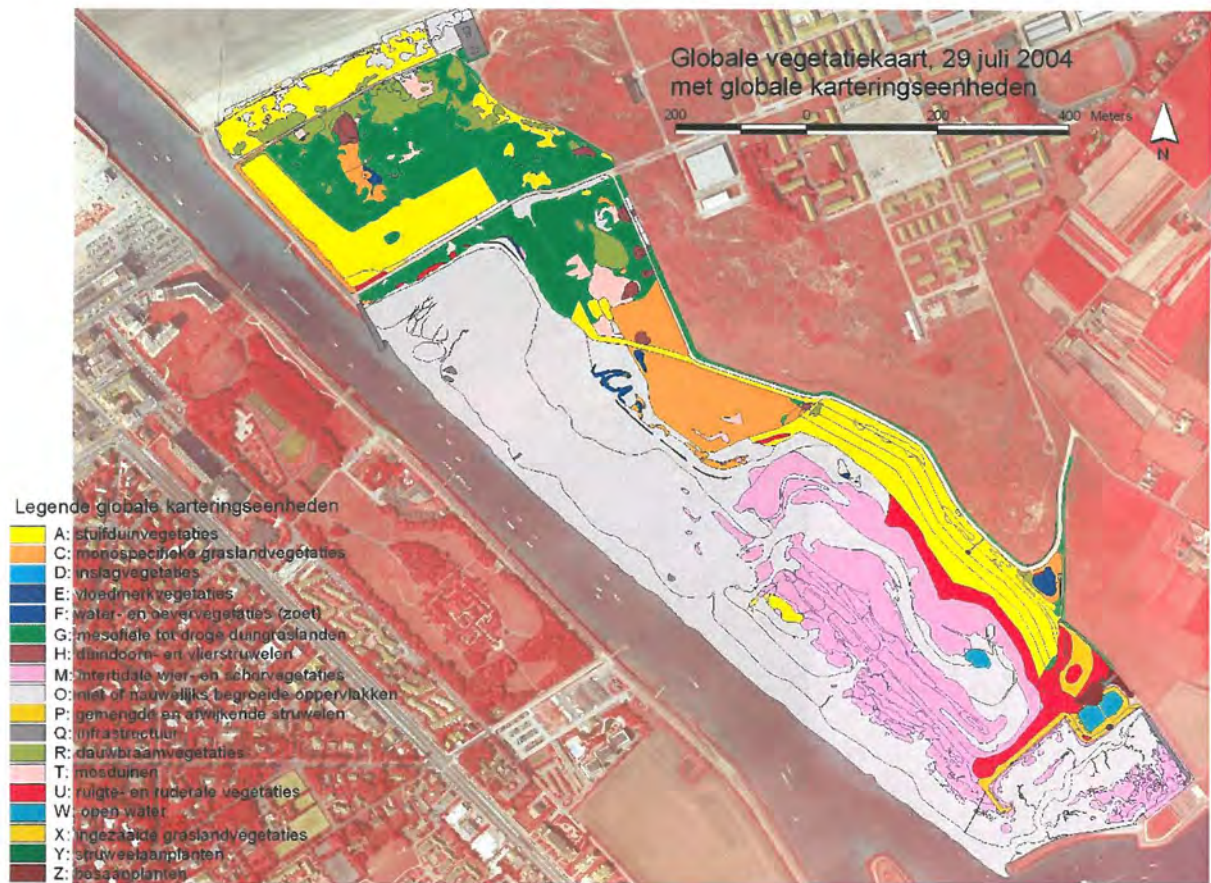 Globale vegetatiekaart, 29 juli 2004
met globale karteringseenheden
200 0 200 400 Meters
N
Legende globale karteringseenheden
A: stuifduinvegetaties
C: monospecifieke graslandvegetaties
D: inslagvegetaties
E: vloedmerkvegetaties
F: water- en oevervegetaties (zoet)
G: mesofiele tot droge duingraslanden
H: duindoorn- en vlierstruwelen
M: intertidale wier- en schorvegetaties
O: niet of nauwelijks begroeide oppervlakken
P: gemengde en afwijkende struwelen
Q: infrastructuur
R: dauwbraamvegetaties
T: mosduinen
U: ruigte- en ruderale vegetaties
W: open water
X: ingezaaide graslandvegetaties
Y: struweelaanplanten
Z: bosaanplanten